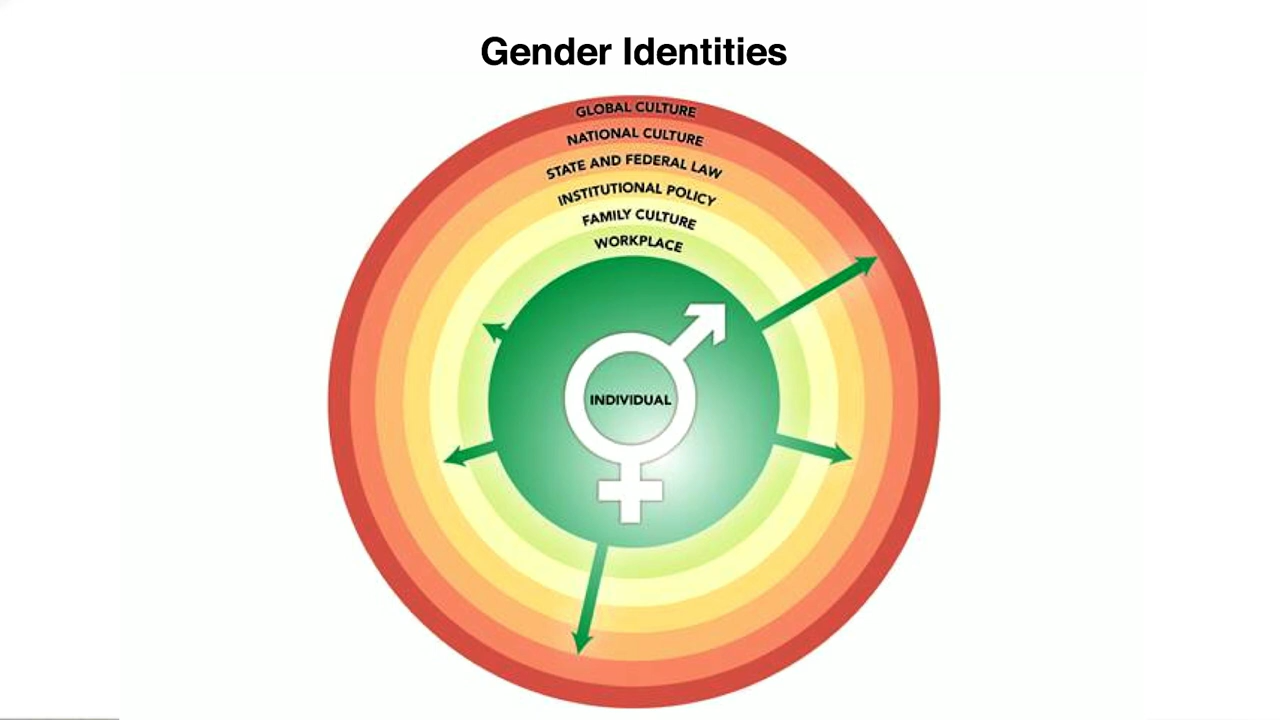 Gender Identities
GLOBAL CULTURE
NATIONAL CULTURE
STATE AND FEDERAL LAW
INSTITUTIONAL POLICY
FAMILY CULTURE
WORKPLACE
INDIVIDUAL